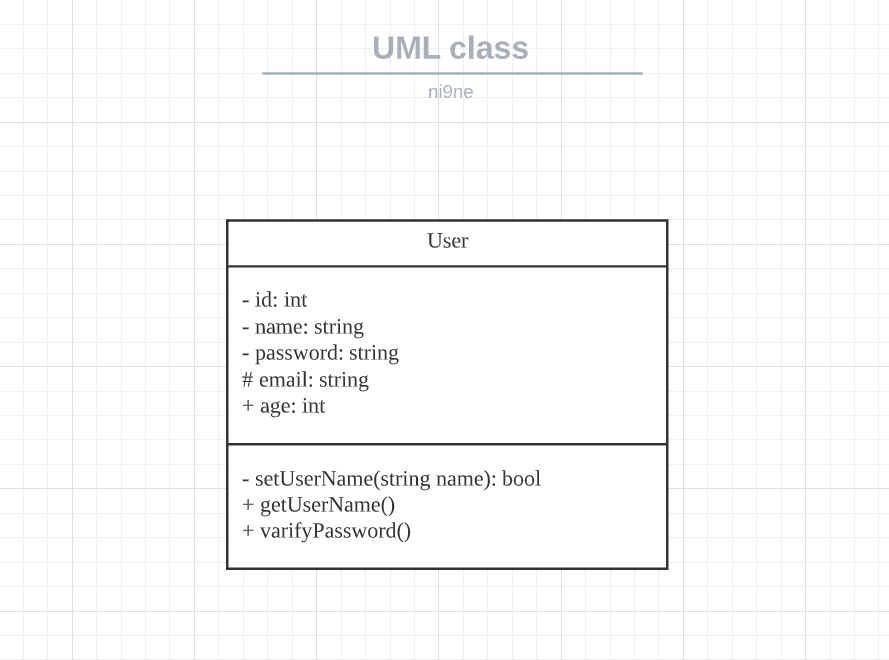 UML class
ni9ne
User
- id: int
- name: string
- password: string
# email: string
+ age: int
- setUserName(string name): bool
+ getUserName()
+ varifyPassword()